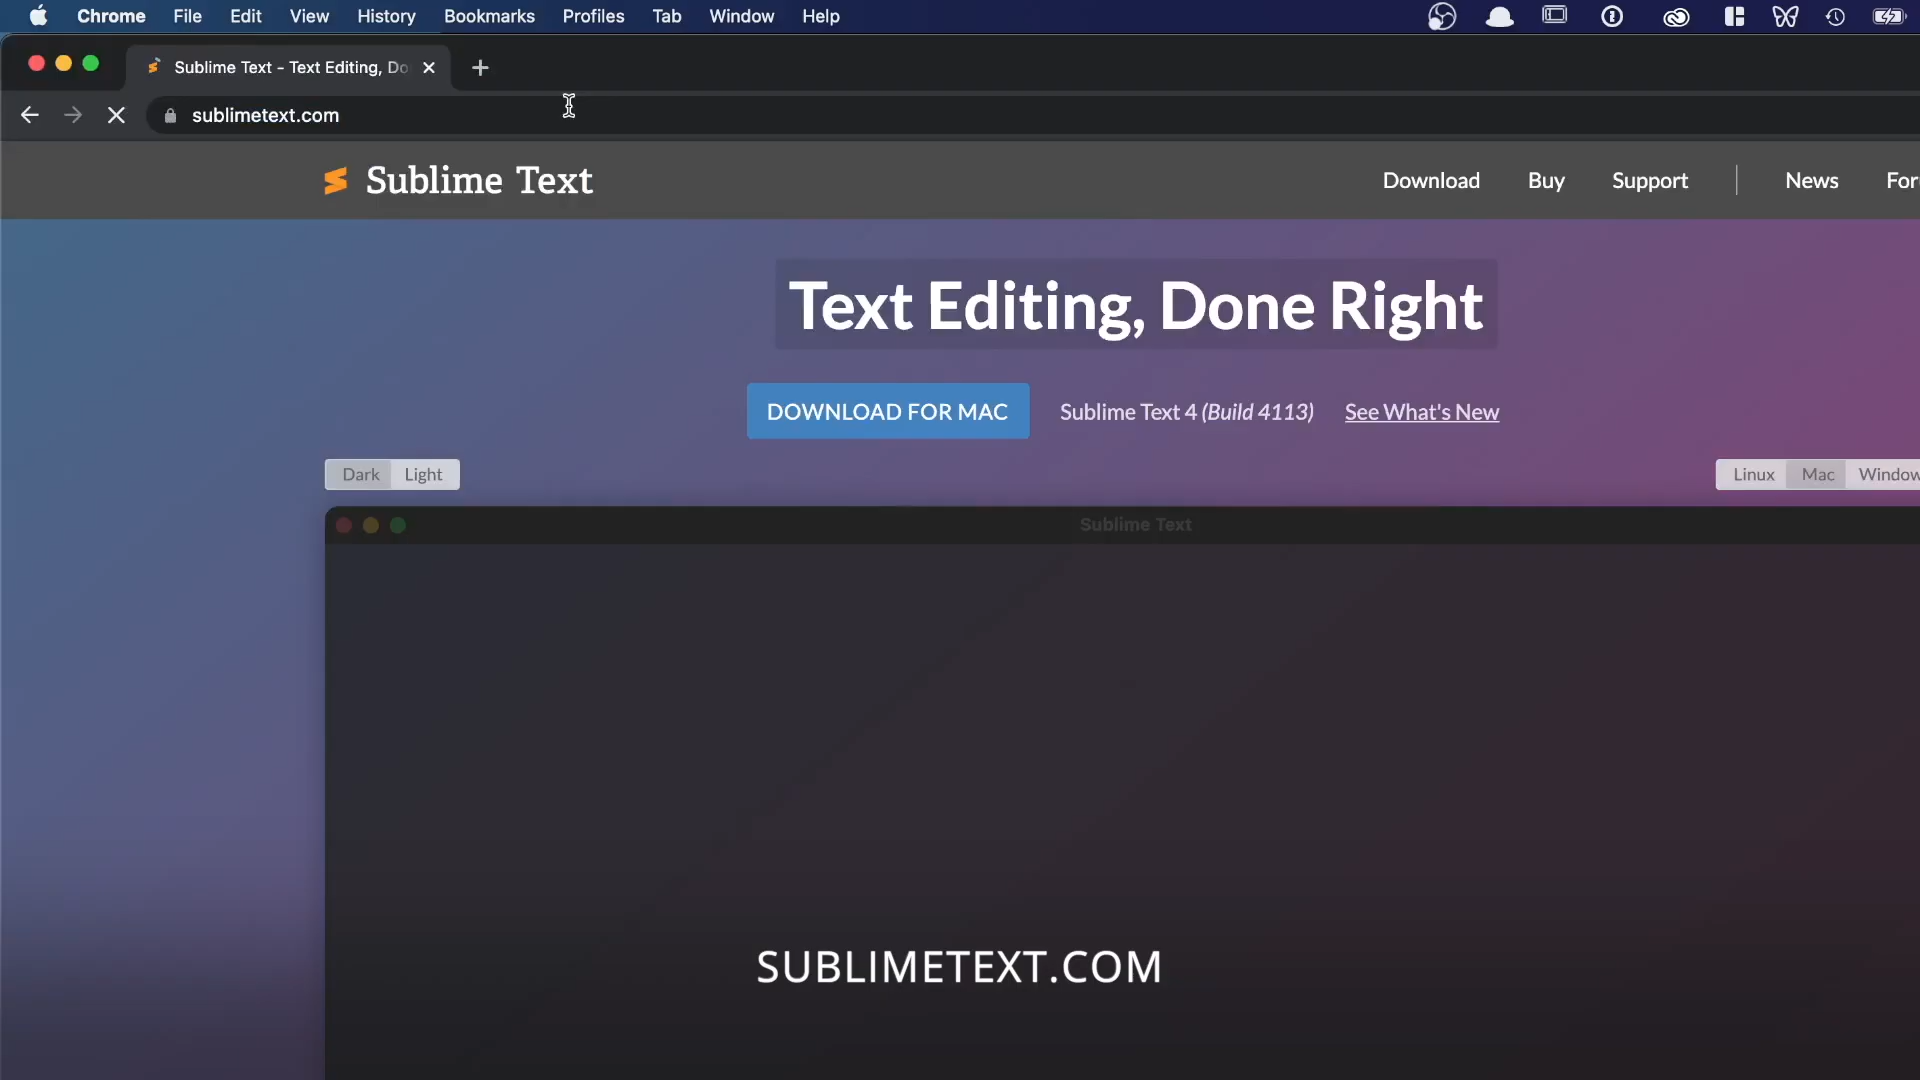 Chrome File Edit View History Bookmarks Profiles Tab Window Help
Sublime Text - Text Editing, Do
sublimetext.com
Sublime Text
Download Buy Support News For
Text Editing, Done Right
DOWNLOAD FOR MAC Sublime Text 4 (Build 4113) See What's New
Dark Light Linux Mac Window
Sublime Text
SUBLIMETEXT.COM